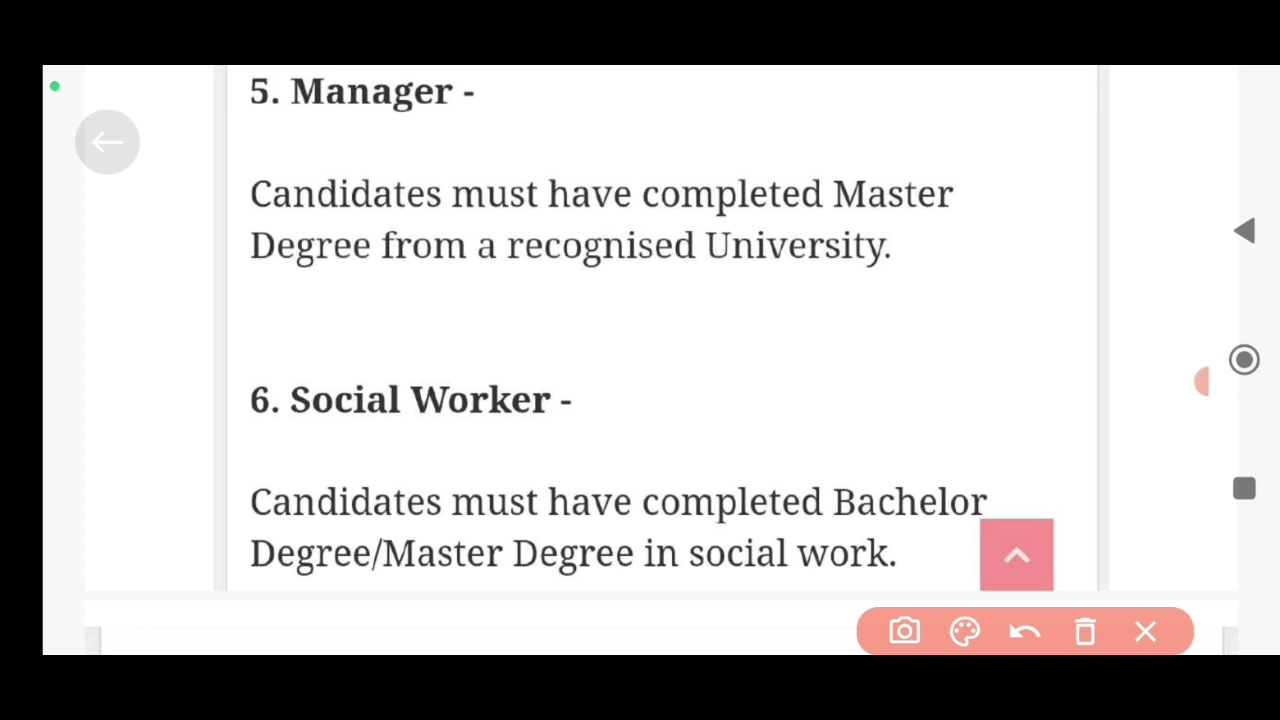 5. Manager -
Candidates must have completed Master
Degree from a recognised University.
6. Social Worker -
Candidates must have completed Bachelor
Degree/Master Degree in social work.